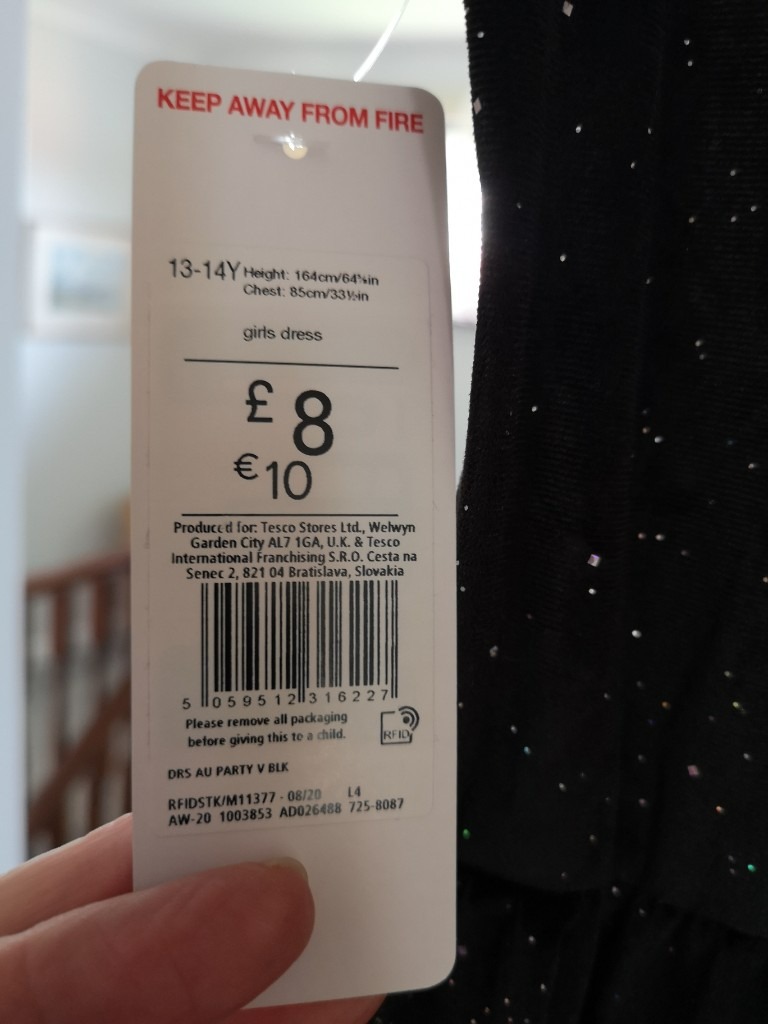 KEEP AWAY FROM FIRE
13-14Y Height: 164cm/64½in
Chest: 85cm/33½in
girls dress
£8
€10
Produced for: Tesco Stores Ltd., Welwyn
Garden City AL7 1GA, U.K. & Tesco
International Franchising S.R.O. Cesta na
Senec 2, 821 04 Bratislava, Slovakia
5 059512 316227
Please remove all packaging
before giving this to a child.
RFID
DRS AU PARTY V BLK
RFIDSTK/M11377 - 08/20 L4
AW-20 1003853 AD026488 725-8087